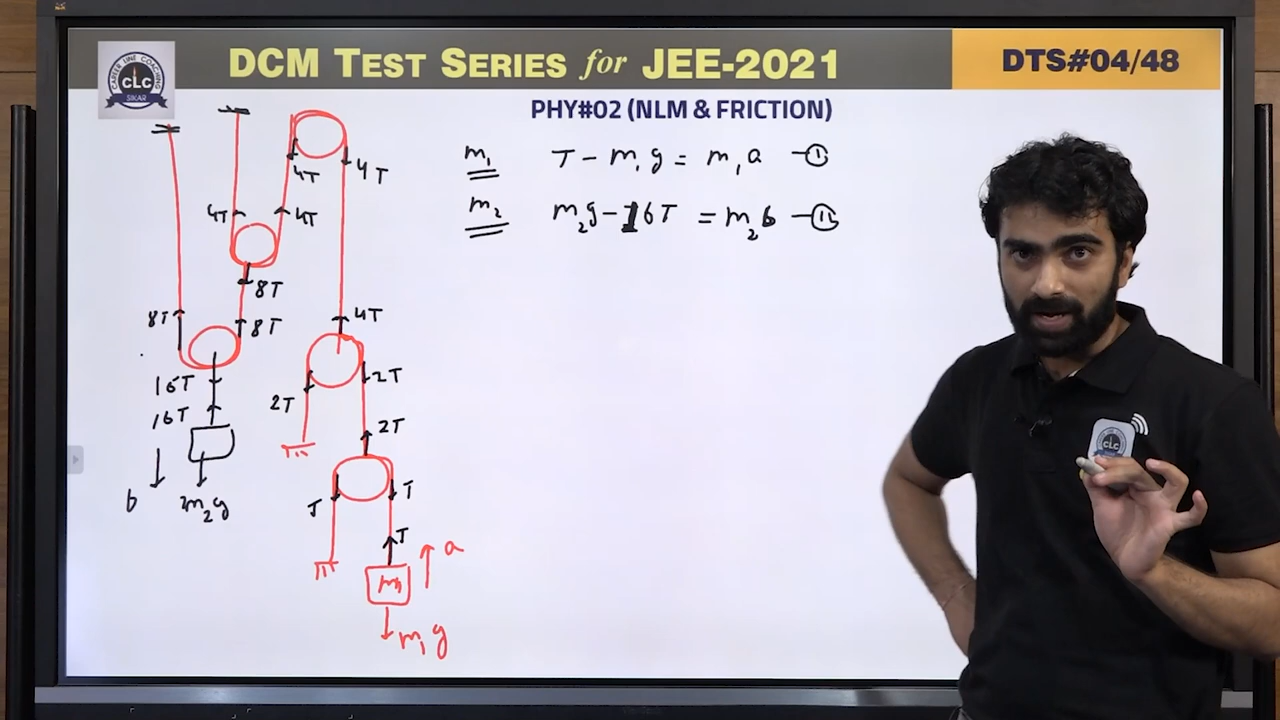 DCM TEST SERIES for JEE-2021
DTS#04/48
CAREER LINE COACHING
CLC
SIKAR
PHY#02 (NLM & FRICTION)
m₁ T - m₁g = m₁a -①
m₂ m₂g - 16T = m₂b -⑪
4T
4T
4T
4T
8T
8T
8T
4T
16T
16T
2T
2T
2T
b
m₂g
T
T
T
a
m₁
m₁g
CLC